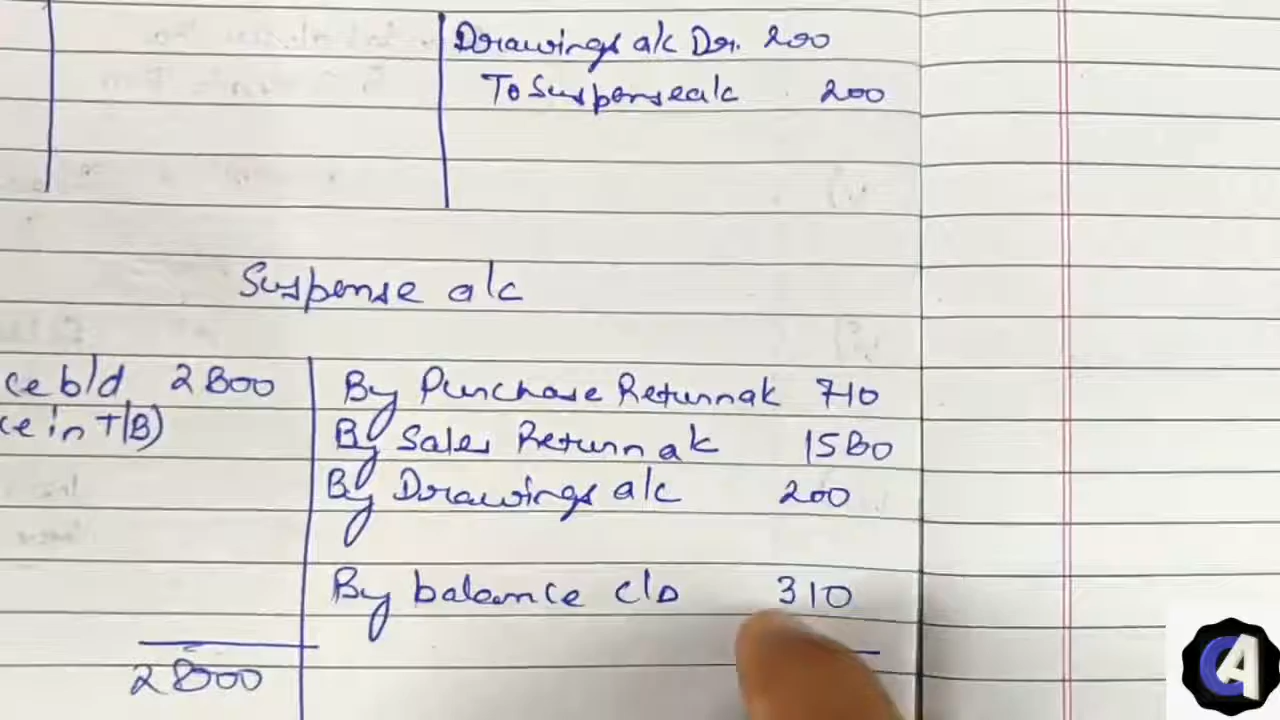 Drawings a/c Dr. 200
To Suspense a/c 200
Suspense a/c
ce b/d 2800
ce in T/B)
By Purchase Return a/c 710
By Sales Return a/c 1580
By Drawings a/c 200
By balance c/d 310
2800
CA